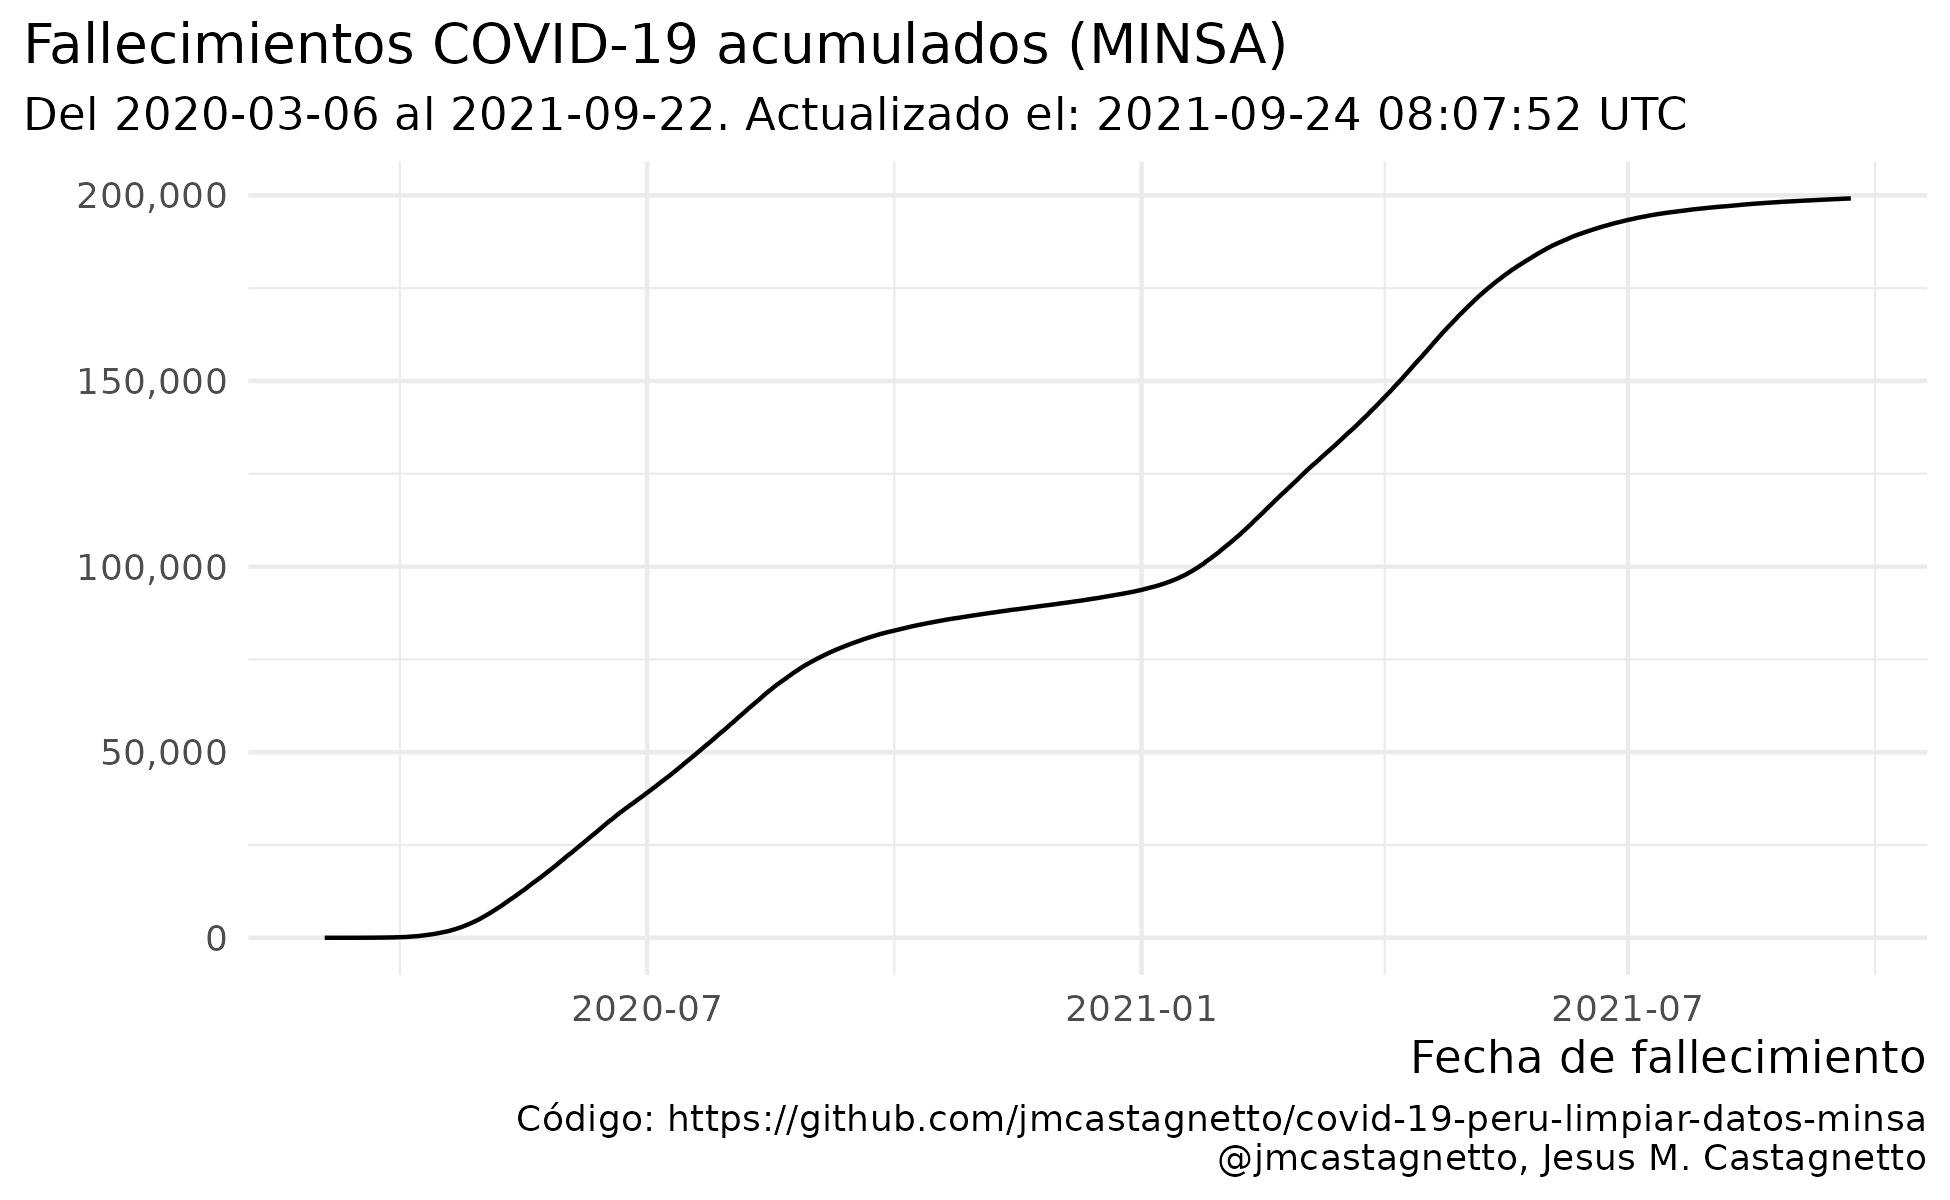 Fallecimientos COVID-19 acumulados (MINSA)
Del 2020-03-06 al 2021-09-22. Actualizado el: 2021-09-24 08:07:52 UTC
200,000
150,000
100,000
50,000
0
2020-07
2021-01
2021-07
Fecha de fallecimiento
Código: https://github.com/jmcastagnetto/covid-19-peru-limpiar-datos-minsa
@jmcastagnetto, Jesus M. Castagnetto